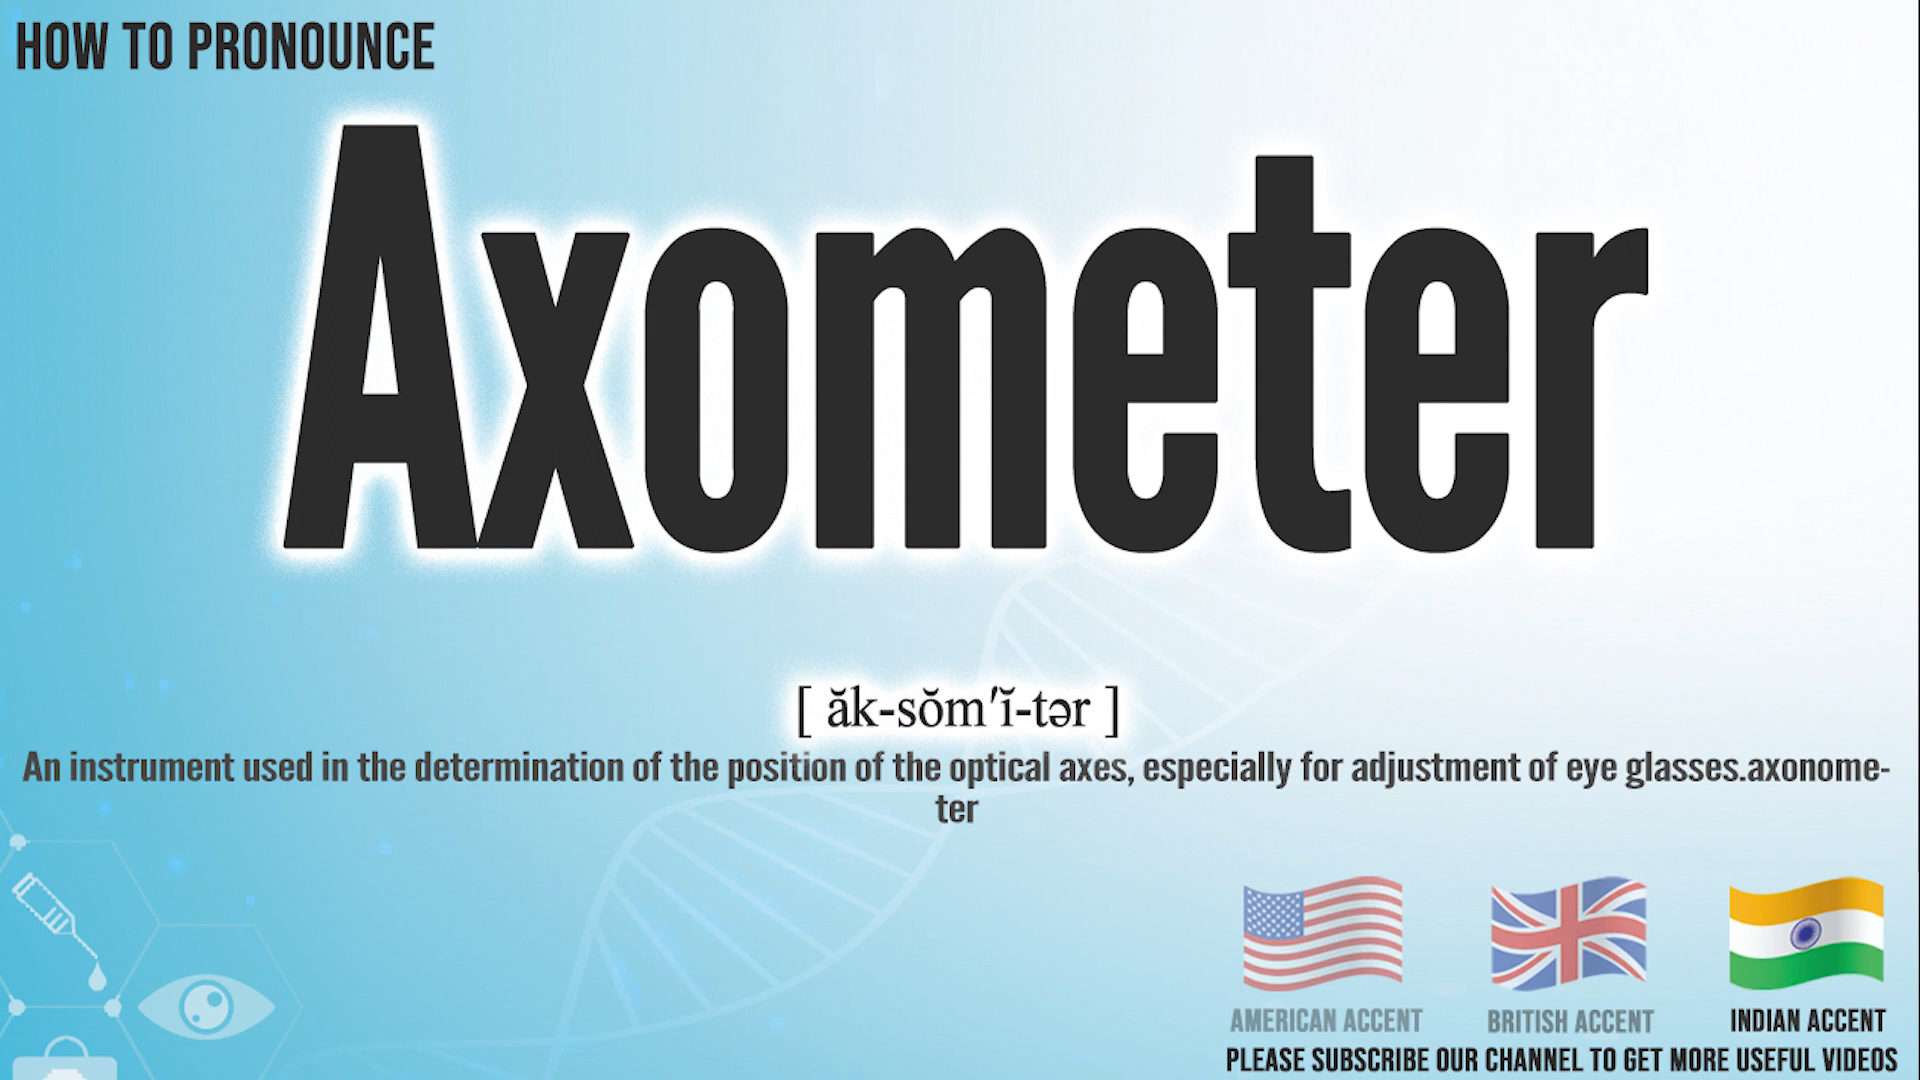 HOW TO PRONOUNCE
Axometer
[ ăk-sŏm′ĭ-tər ]
An instrument used in the determination of the position of the optical axes, especially for adjustment of eye glasses.axonome-
ter
AMERICAN ACCENT
BRITISH ACCENT
INDIAN ACCENT
PLEASE SUBSCRIBE OUR CHANNEL TO GET MORE USEFUL VIDEOS